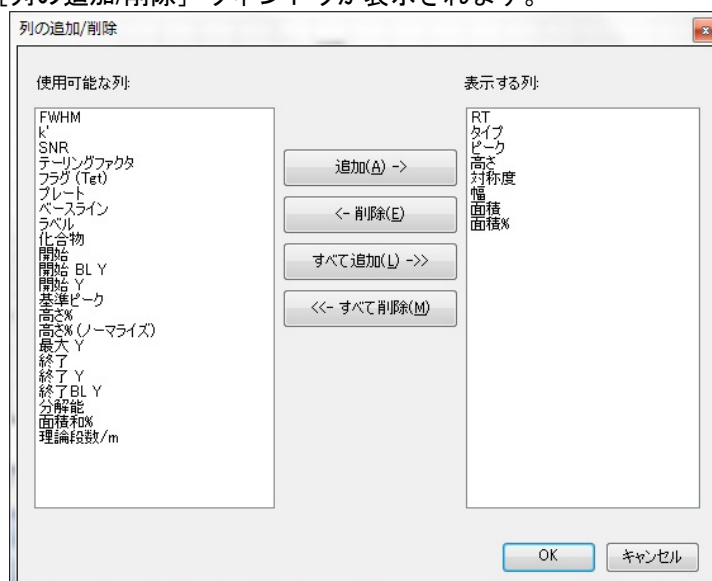 [列の追加/削除] ウィンドウが表示されます。
列の追加/削除
使用可能な列:
FWHM
k'
SNR
テーリングファクタ
フラグ (Tgt)
プレート
ベースライン
ラベル
化合物
開始
開始 BL Y
開始 Y
基準ピーク
高さ%
高さ% (ノーマライズ)
最大 Y
終了
終了 Y
終了BL Y
分解能
面積和%
理論段数/m
追加(A) ->
<- 削除(E)
すべて追加(L) ->>
<<- すべて削除(M)
表示する列:
RT
タイプ
ピーク
高さ
対称度
幅
面積
面積%
OK
キャンセル